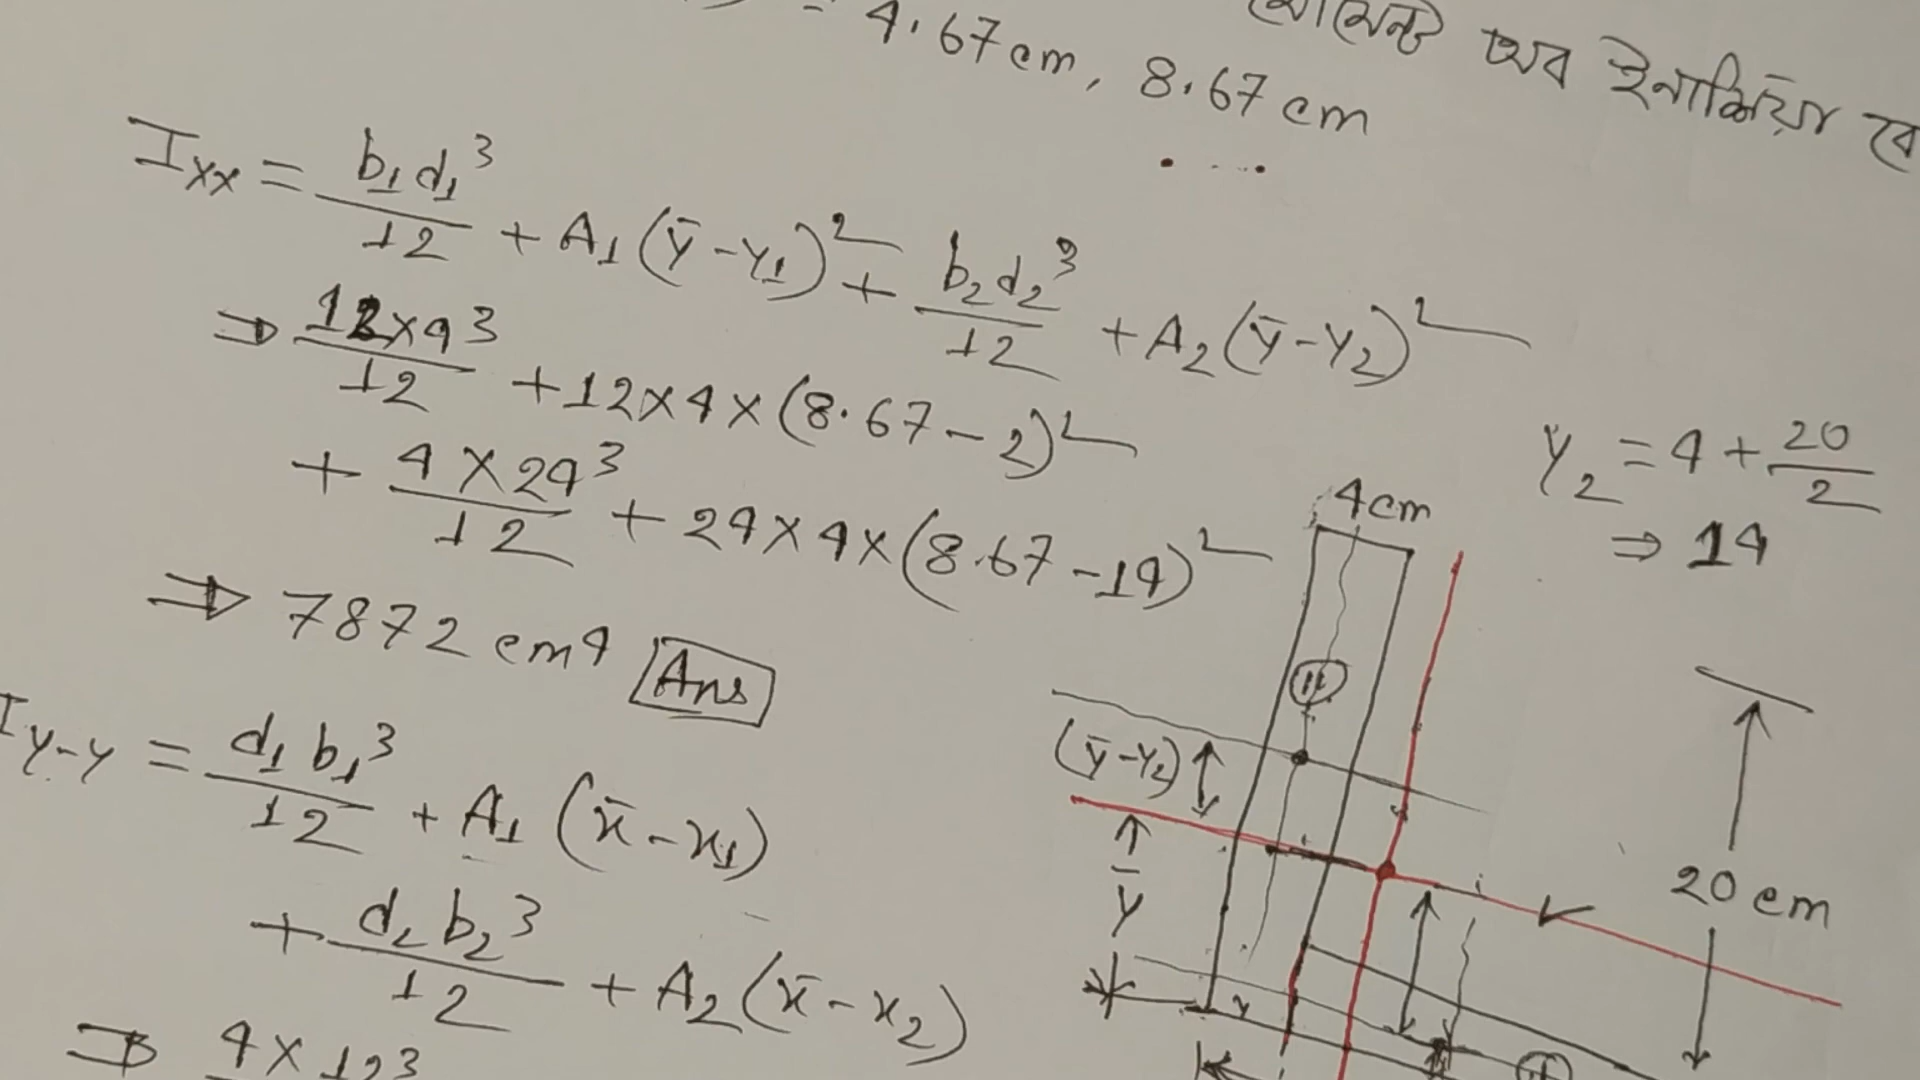 = 4.67cm, 8.67 cm
মোমেন্ট অব ইনার্শিয়া বে
Ixx = b₁d₁³/12 + A₁(ȳ-y₁)² + b₂d₂³/12 + A₂(ȳ-y₂)²
⇒ 12×4³/12 + 12×4×(8.67-2)²
+ 4×24³/12 + 24×4×(8.67-14)²
⇒ 7872 cm⁴ Ans
Iy-y = d₁b₁³/12 + A₁(x̄-x₁)
+ d₂b₂³/12 + A₂(x̄-x₂)
⇒ 4×12³
y₂ = 4 + 20/2
⇒ 14
4cm
II
(ȳ-y₂)
ȳ
20 cm